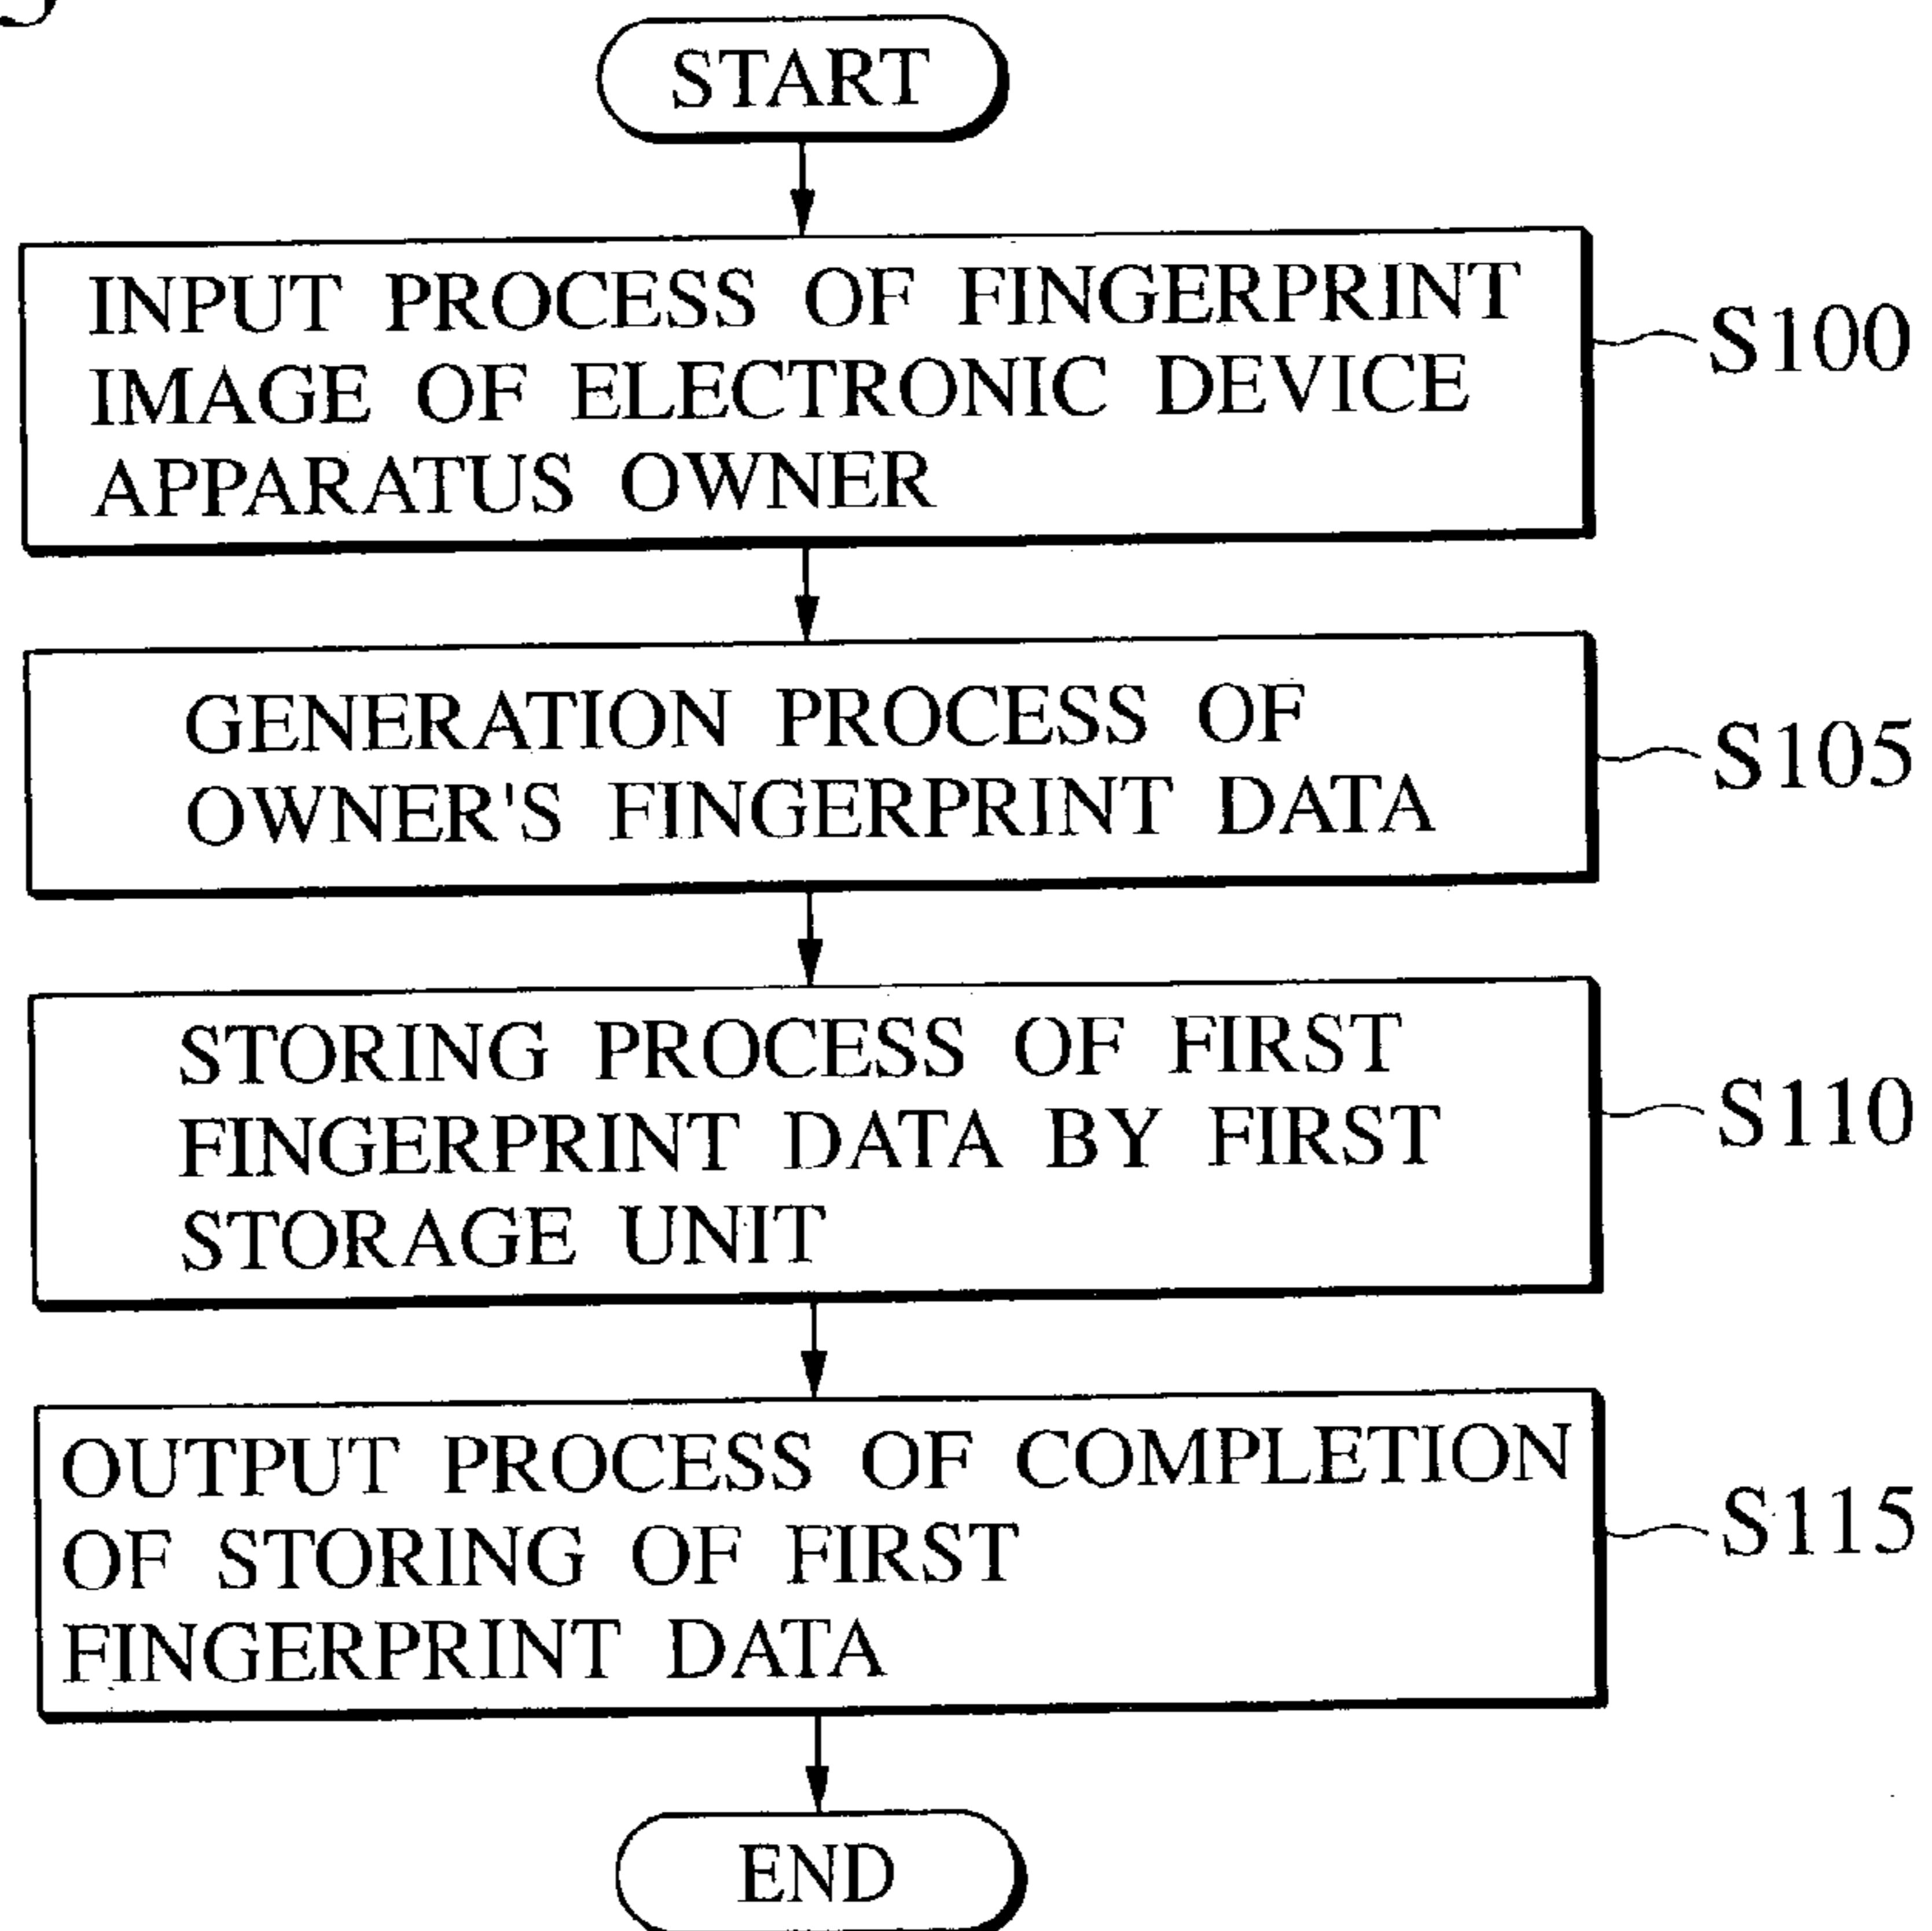 START
INPUT PROCESS OF FINGERPRINT
IMAGE OF ELECTRONIC DEVICE
APPARATUS OWNER
S100
GENERATION PROCESS OF
OWNER'S FINGERPRINT DATA
S105
STORING PROCESS OF FIRST
FINGERPRINT DATA BY FIRST
STORAGE UNIT
S110
OUTPUT PROCESS OF COMPLETION
OF STORING OF FIRST
FINGERPRINT DATA
S115
END